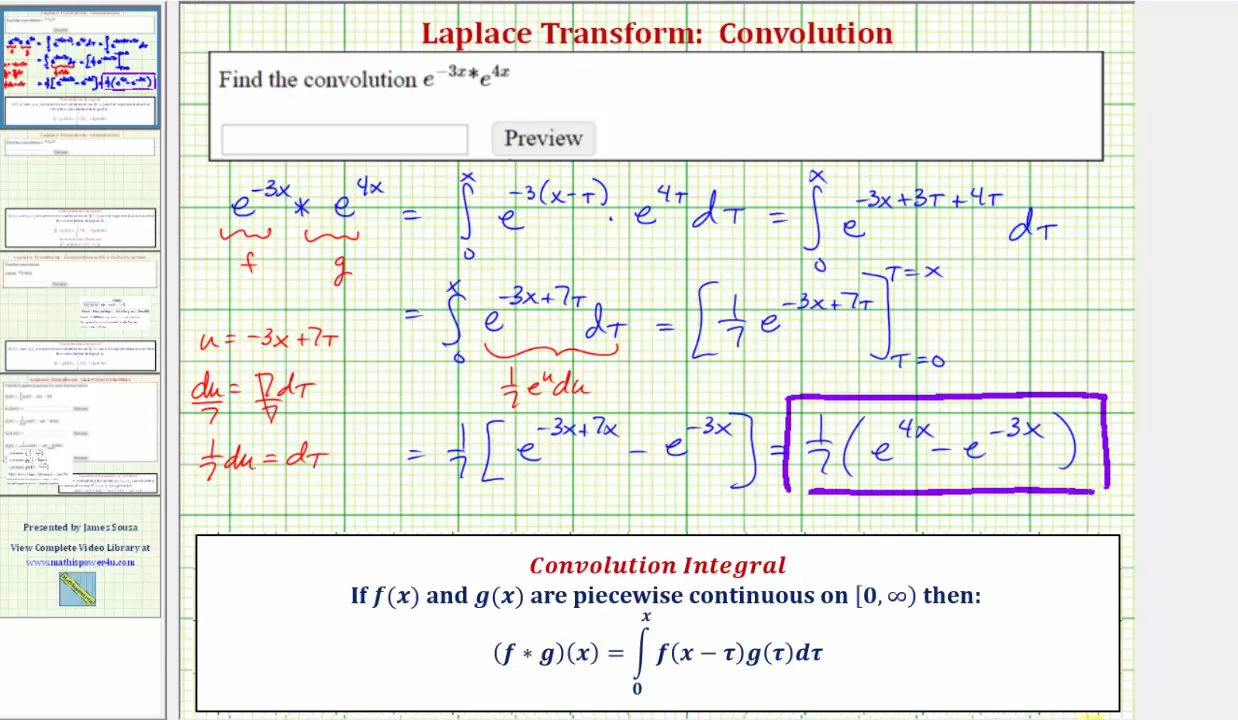 Laplace Transform: Convolution
Find the convolution e^{-3x}*e^{4x}
Preview
e^{-3x} * e^{4x} = ∫_0^x e^{-3(x-τ)} · e^{4τ} dτ = ∫_0^x e^{-3x+3τ+4τ} dτ
f g
= ∫_0^x e^{-3x+7τ} dτ = [1/7 e^{-3x+7τ}]_{τ=0}^{τ=x}
u = -3x+7τ
1/7 e^u du
du/7 = 7/7 dτ
1/7 du = dτ
= 1/7 [e^{-3x+7x} - e^{-3x}] = 1/7 (e^{4x} - e^{-3x})
Convolution Integral
If f(x) and g(x) are piecewise continuous on [0, ∞) then:
(f * g)(x) = ∫_0^x f(x − τ)g(τ)dτ
Presented by James Sousa
View Complete Video Library at
www.mathispower4u.com